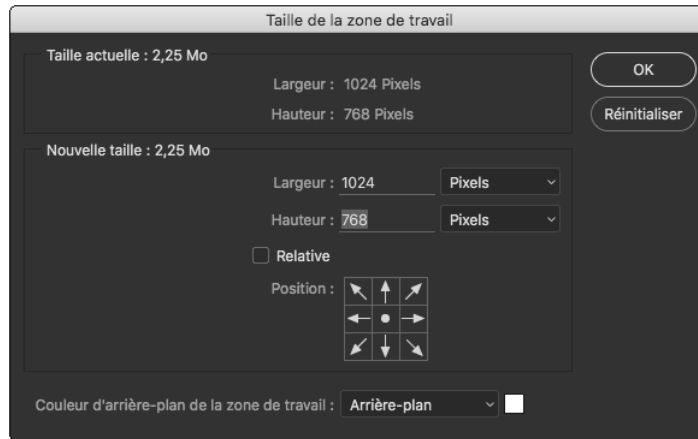 Taille de la zone de travail
Taille actuelle : 2,25 Mo
Largeur : 1024 Pixels
Hauteur : 768 Pixels
OK
Réinitialiser
Nouvelle taille : 2,25 Mo
Largeur : 1024 Pixels
Hauteur : 768 Pixels
Relative
Position :
Couleur d'arrière-plan de la zone de travail : Arrière-plan